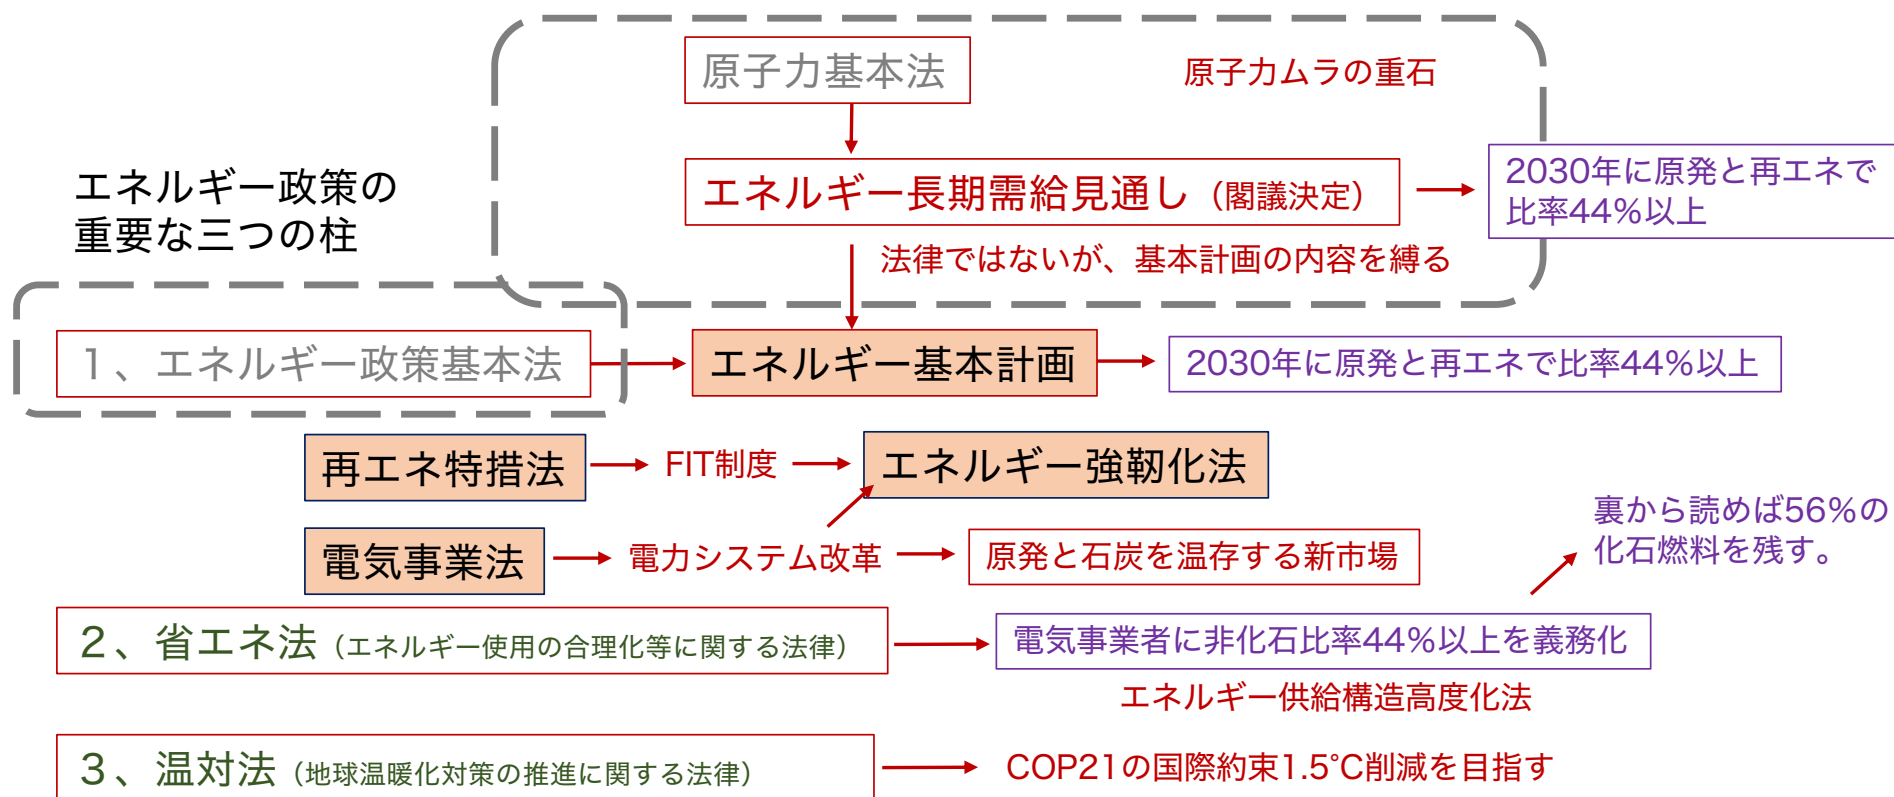 原子力基本法
原子力ムラの重石
エネルギー政策の
重要な三つの柱
エネルギー長期需給見通し（閣議決定）
2030年に原発と再エネで
比率44%以上
法律ではないが、基本計画の内容を縛る
１、エネルギー政策基本法
エネルギー基本計画
2030年に原発と再エネで比率44%以上
再エネ特措法
FIT制度
エネルギー強靭化法
電気事業法
電力システム改革
原発と石炭を温存する新市場
裏から読めば56%の
化石燃料を残す。
２、省エネ法（エネルギー使用の合理化等に関する法律）
電気事業者に非化石比率44%以上を義務化
エネルギー供給構造高度化法
３、温対法（地球温暖化対策の推進に関する法律）
COP21の国際約束1.5℃削減を目指す